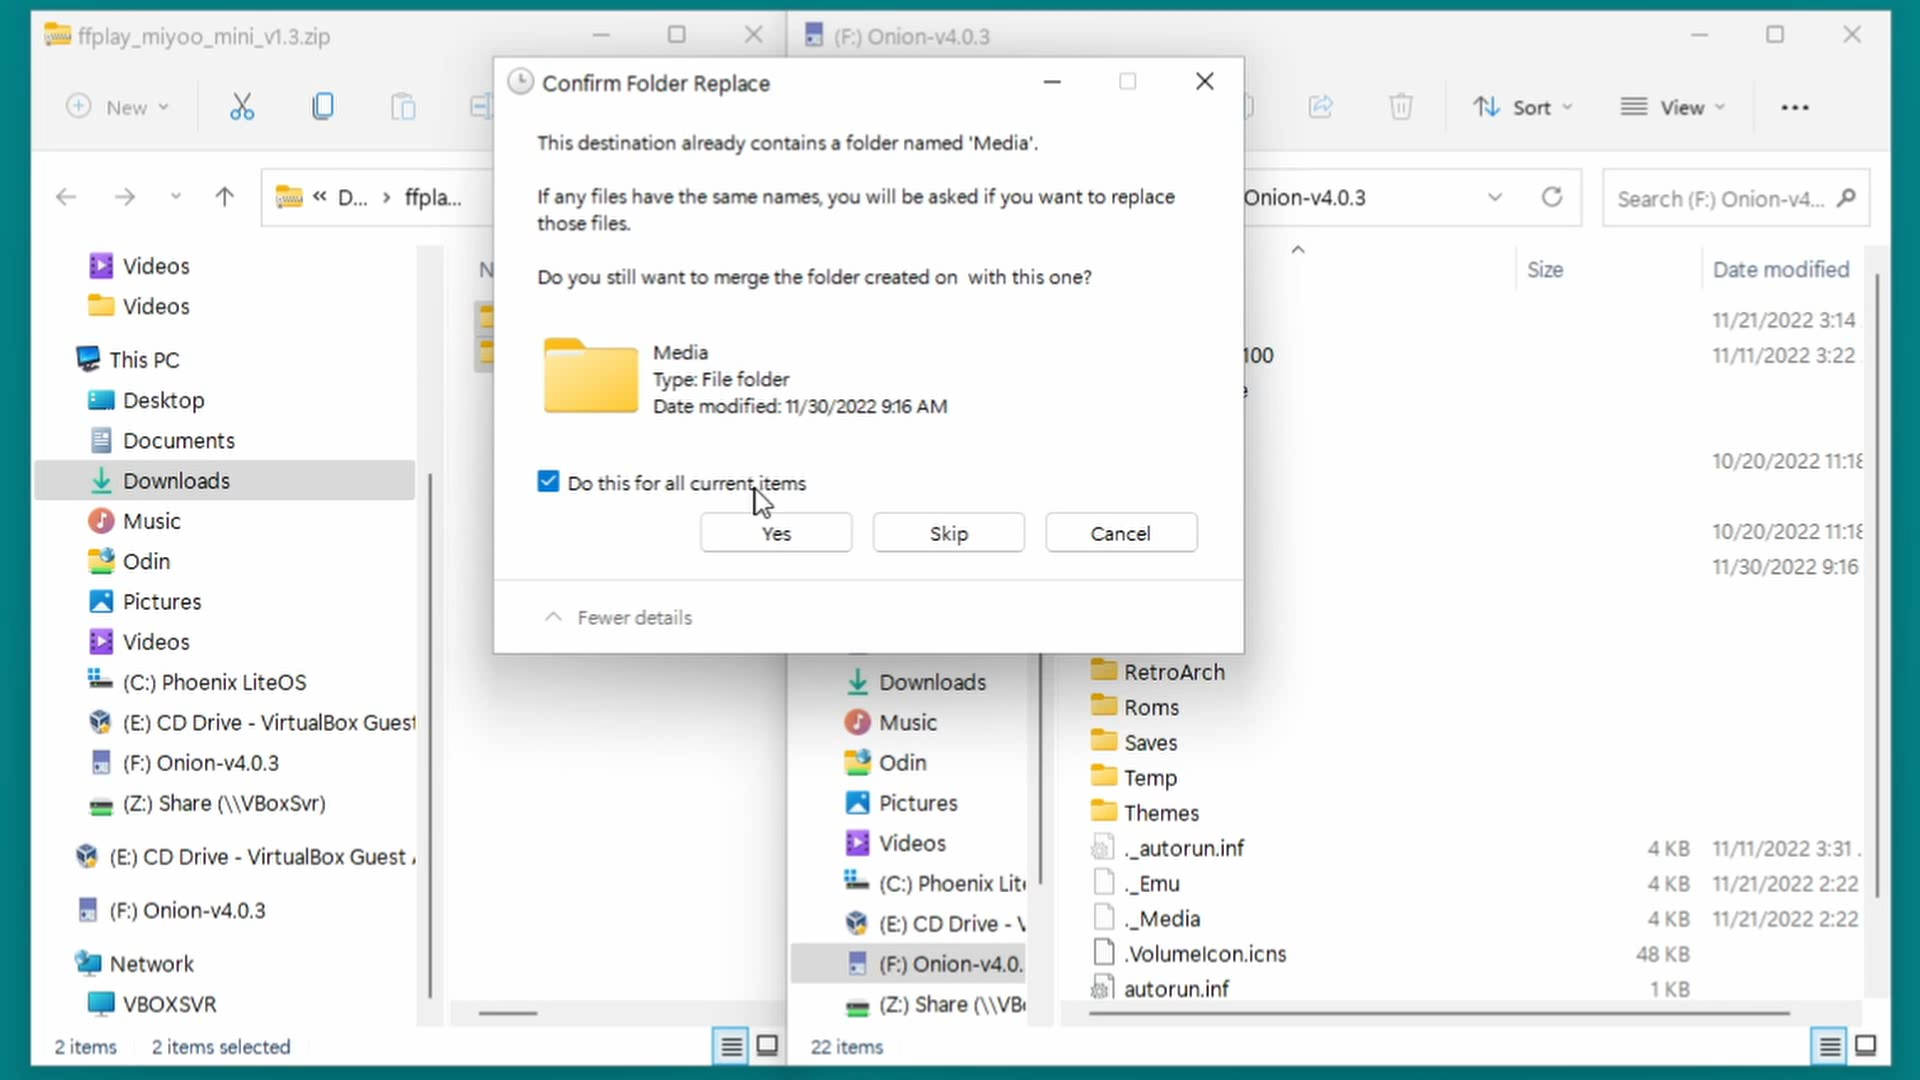 ffplay_miyoo_mini_v1.3.zip
New
« D... › ffpla...
Videos
Videos
This PC
Desktop
Documents
Downloads
Music
Odin
Pictures
Videos
(C:) Phoenix LiteOS
(E:) CD Drive - VirtualBox Guest
(F:) Onion-v4.0.3
(Z:) Share (\\VBoxSvr)
(E:) CD Drive - VirtualBox Guest
(F:) Onion-v4.0.3
Network
VBOXSVR
2 items 2 items selected
Confirm Folder Replace
This destination already contains a folder named 'Media'.
If any files have the same names, you will be asked if you want to replace
those files.
Do you still want to merge the folder created on  with this one?
Media
Type: File folder
Date modified: 11/30/2022 9:16 AM
Do this for all current items
Yes Skip Cancel
Fewer details
(F:) Onion-v4.0.3
Sort View
Onion-v4.0.3 Search (F:) Onion-v4...
Size Date modified
11/21/2022 3:14
100 11/11/2022 3:22
10/20/2022 11:18
10/20/2022 11:18
11/30/2022 9:16
Downloads
Music
Odin
Pictures
Videos
(C:) Phoenix Lite
(E:) CD Drive - V
(F:) Onion-v4.0.
(Z:) Share (\\VB
RetroArch
Roms
Saves
Temp
Themes
._autorun.inf 4 KB 11/11/2022 3:31
._Emu 4 KB 11/21/2022 2:22
._Media 4 KB 11/21/2022 2:22
.VolumeIcon.icns 48 KB
autorun.inf 1 KB
22 items